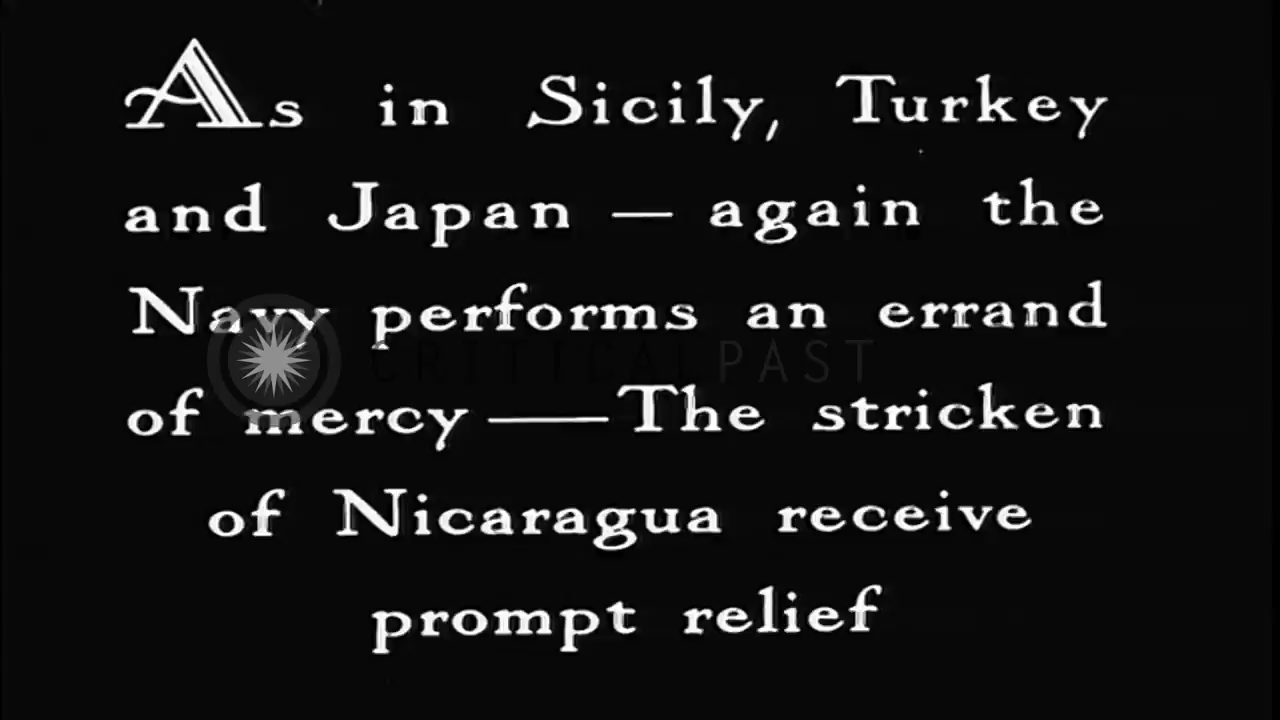 As in Sicily, Turkey
and Japan — again the
Navy performs an errand
CRITICALPAST
of mercy — The stricken
of Nicaragua receive
prompt relief